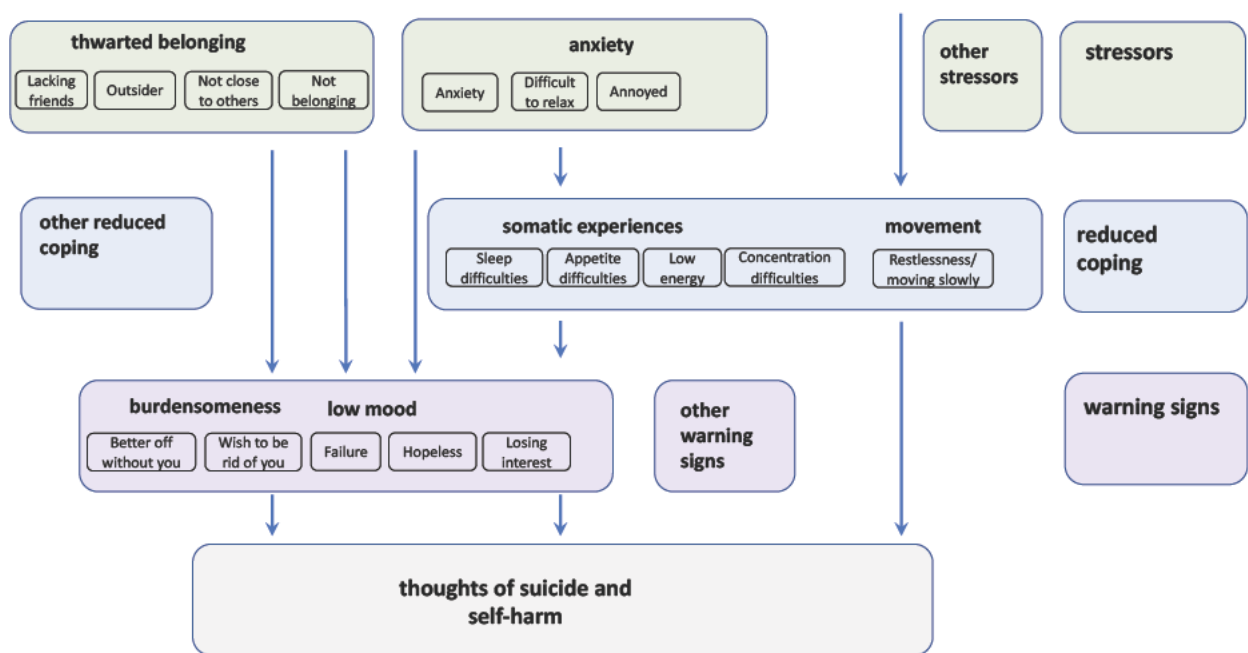 thwarted belonging
Lacking
friends
Outsider
Not close
to others
Not
belonging
anxiety
Anxiety
Difficult
to relax
Annoyed
other
stressors
stressors
other reduced
coping
somatic experiences
Sleep
difficulties
Appetite
difficulties
Low
energy
Concentration
difficulties
movement
Restlessness/
moving slowly
reduced
coping
burdensomeness
low mood
Better off
without you
Wish to be
rid of you
Failure
Hopeless
Losing
interest
other
warning
signs
warning signs
thoughts of suicide and
self-harm